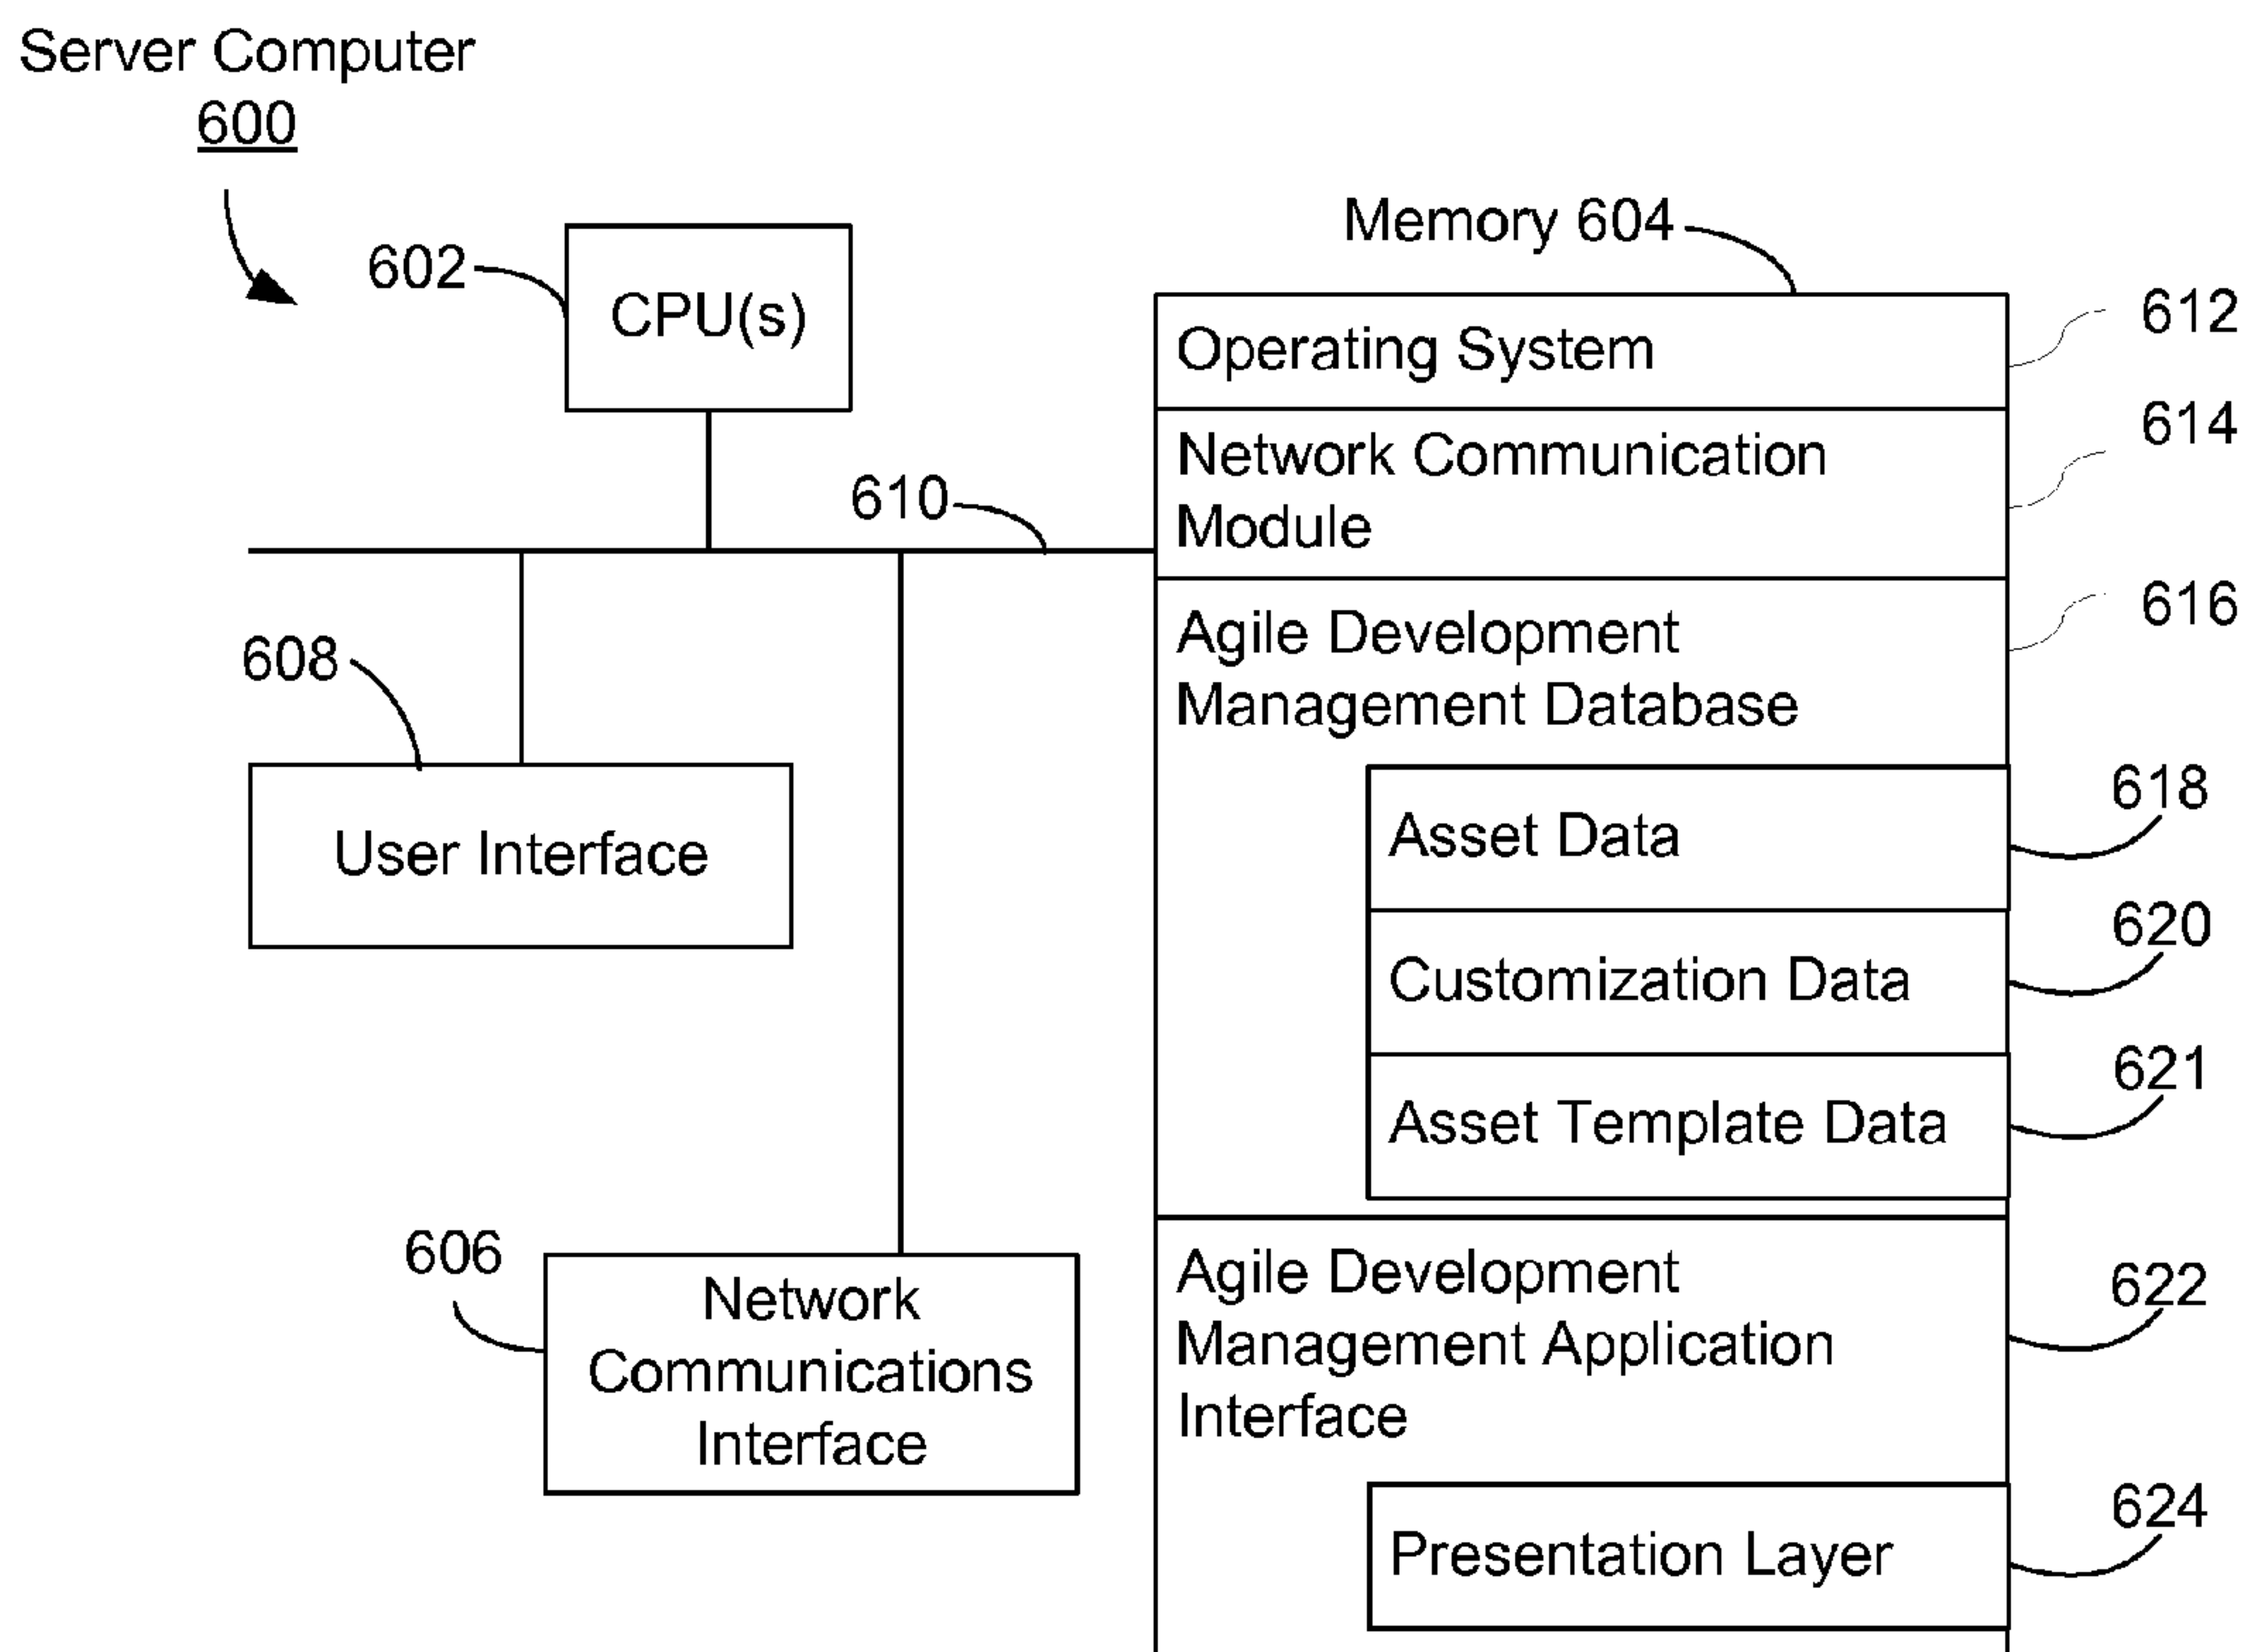 Server Computer
600
602
CPU(s)
610
608
User Interface
606
Network
Communications
Interface
Memory 604
Operating System
612
Network Communication
Module
614
Agile Development
Management Database
616
Asset Data
618
Customization Data
620
Asset Template Data
621
Agile Development
Management Application
Interface
622
Presentation Layer
624